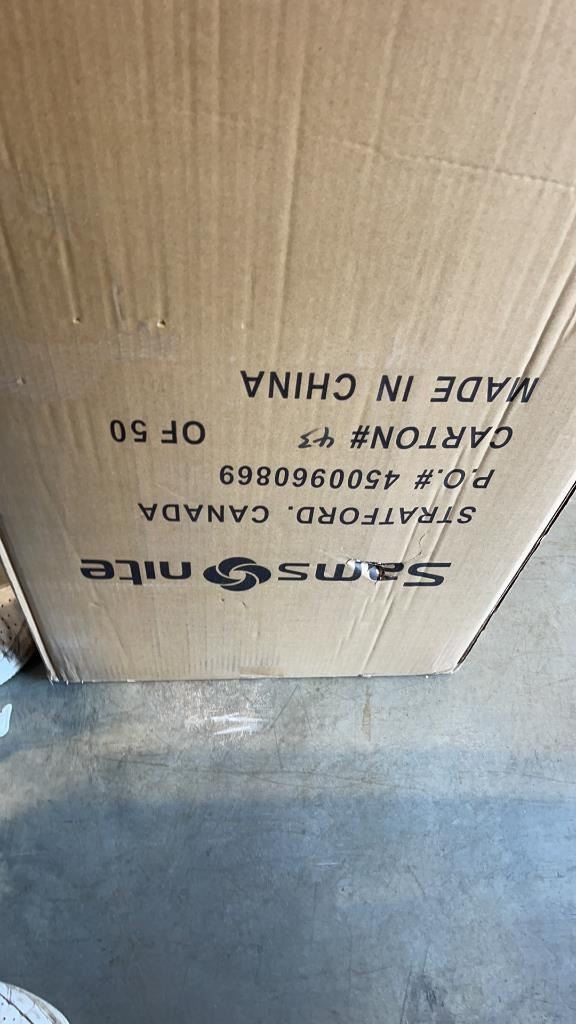 Samsonite
STRATFORD. CANADA
P.O.# 4500960869
CARTON# 43 OF 50
MADE IN CHINA